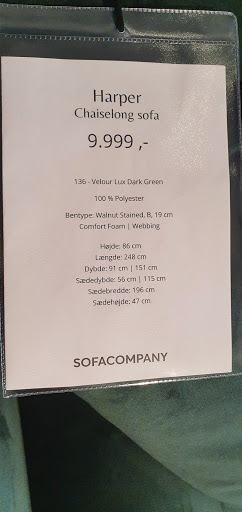 Harper
Chaiselong sofa
9.999 ,-
136 - Velour Lux Dark Green
100 % Polyester
Bentype: Walnut Stained, B, 19 cm
Comfort Foam | Webbing
Højde: 86 cm
Længde: 248 cm
Dybde: 91 cm | 151 cm
Sædedybde: 56 cm | 115 cm
Sædebredde: 196 cm
Sædehøjde: 47 cm
SOFACOMPANY